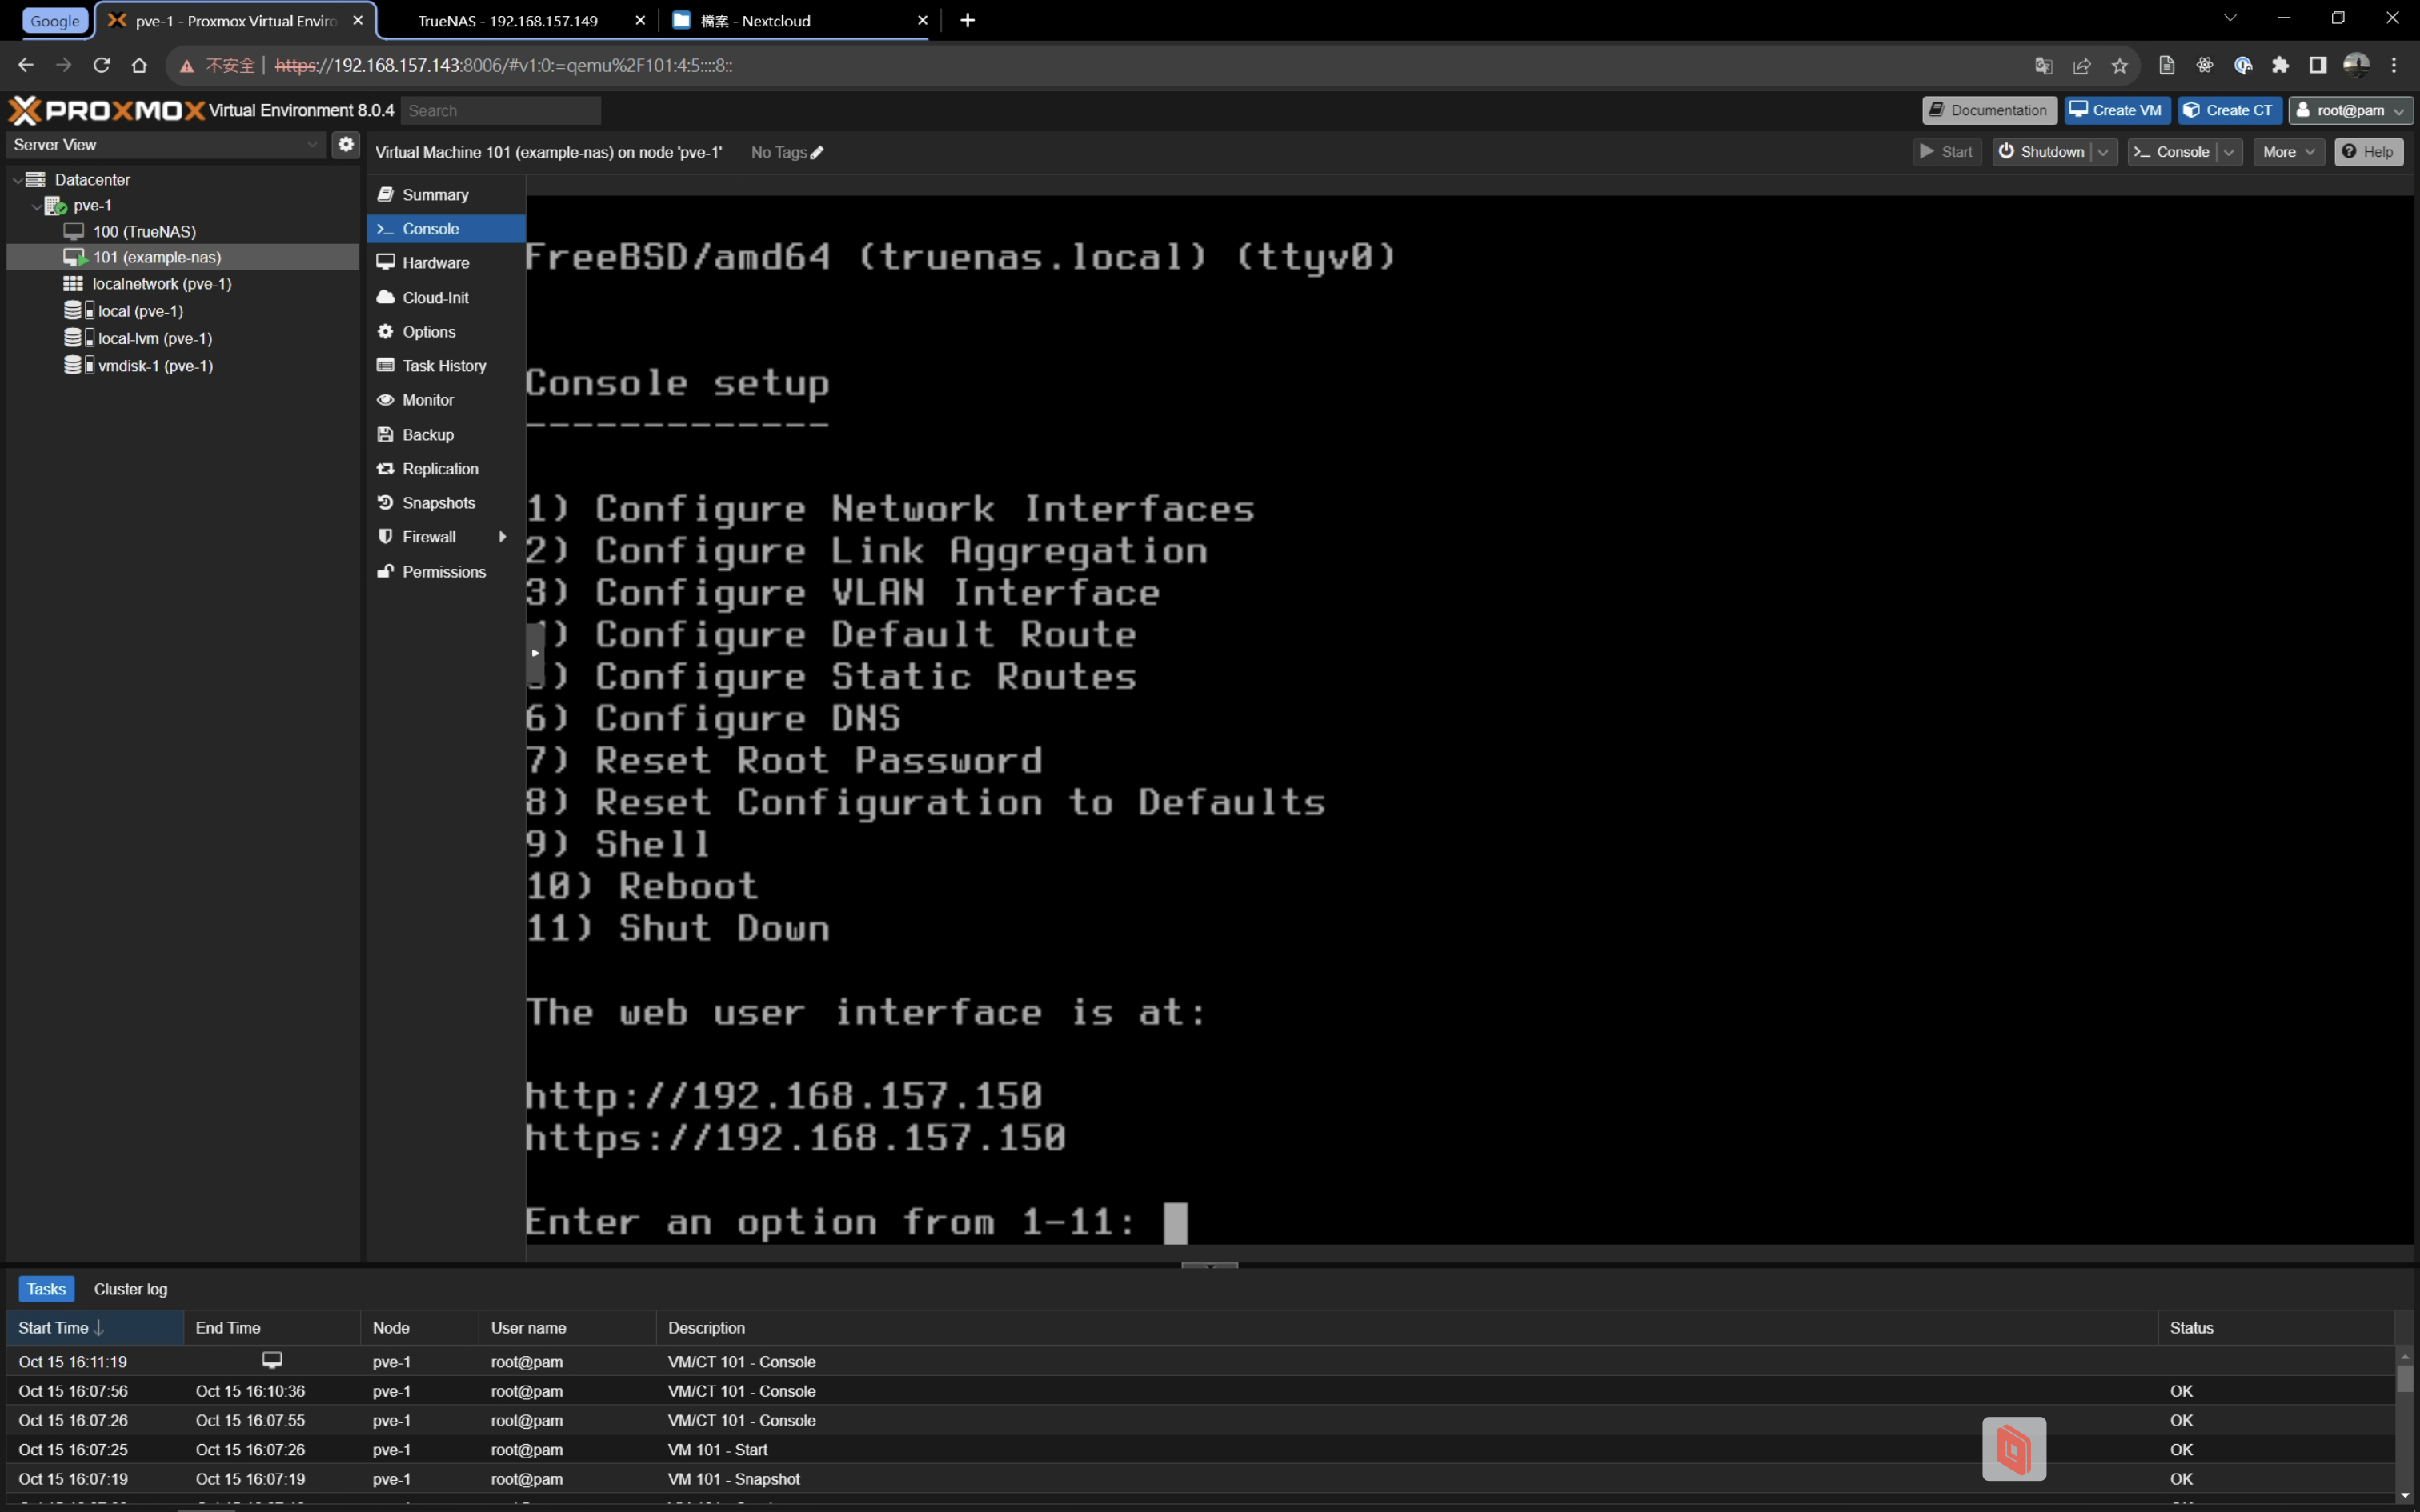 Google
pve-1 - Proxmox Virtual Enviro
TrueNAS - 192.168.157.149
檔案 - Nextcloud
不安全 | https://192.168.157.143:8006/#v1:0:=qemu%2F101:4:5::::8::
PROXMOX Virtual Environment 8.0.4
Search
Documentation
Create VM
Create CT
root@pam
Server View
Virtual Machine 101 (example-nas) on node 'pve-1'
No Tags
Start
Shutdown
Console
More
Help
Datacenter
pve-1
100 (TrueNAS)
101 (example-nas)
localnetwork (pve-1)
local (pve-1)
local-lvm (pve-1)
vmdisk-1 (pve-1)
Summary
Console
Hardware
Cloud-Init
Options
Task History
Monitor
Backup
Replication
Snapshots
Firewall
Permissions
FreeBSD/amd64 (truenas.local) (ttyv0)
Console setup
-------------
1) Configure Network Interfaces
2) Configure Link Aggregation
3) Configure VLAN Interface
) Configure Default Route
) Configure Static Routes
6) Configure DNS
7) Reset Root Password
8) Reset Configuration to Defaults
9) Shell
10) Reboot
11) Shut Down
The web user interface is at:
http://192.168.157.150
https://192.168.157.150
Enter an option from 1-11:
Tasks
Cluster log
Start Time End Time Node User name Description Status
Oct 15 16:11:19 pve-1 root@pam VM/CT 101 - Console
Oct 15 16:07:56 Oct 15 16:10:36 pve-1 root@pam VM/CT 101 - Console OK
Oct 15 16:07:26 Oct 15 16:07:55 pve-1 root@pam VM/CT 101 - Console OK
Oct 15 16:07:25 Oct 15 16:07:26 pve-1 root@pam VM 101 - Start OK
Oct 15 16:07:19 Oct 15 16:07:19 pve-1 root@pam VM 101 - Snapshot OK